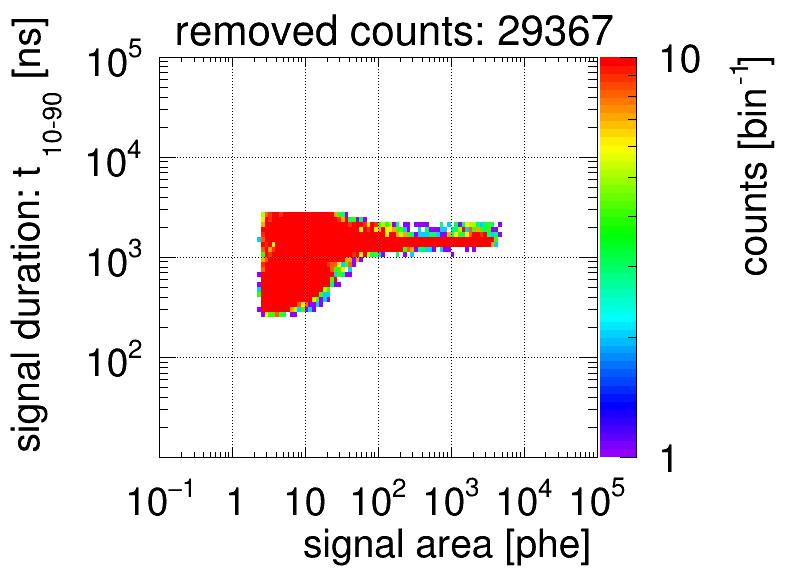 removed counts: 29367
signal duration: t 10-90 [ns]
10^5
10^4
10^3
10^2
10^−1 1 10 10^2 10^3 10^4 10^5
signal area [phe]
10
1
counts [bin^-1]